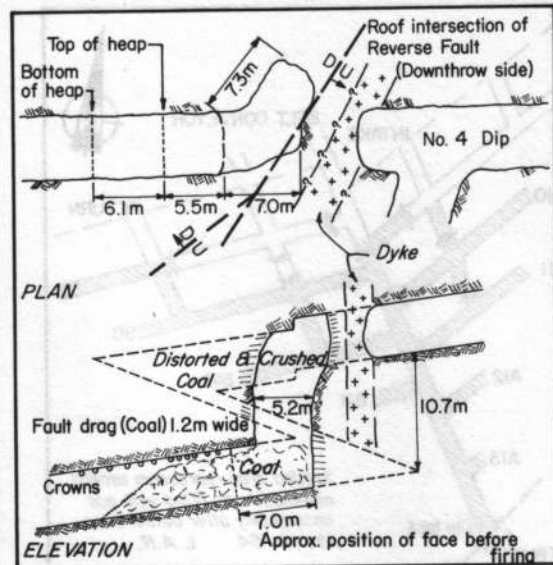 Top of heap
Bottom
of heap
7.3m
D U
Roof intersection of
Reverse Fault
(Downthrow side)
No. 4 Dip
6.1m
5.5m
7.0m
D U
Dyke
PLAN
Distorted & Crushed
Coal
5.2m
10.7m
Fault drag (Coal) 1.2m wide
Crowns
Coal
7.0m
Approx. position of face before
firing
ELEVATION